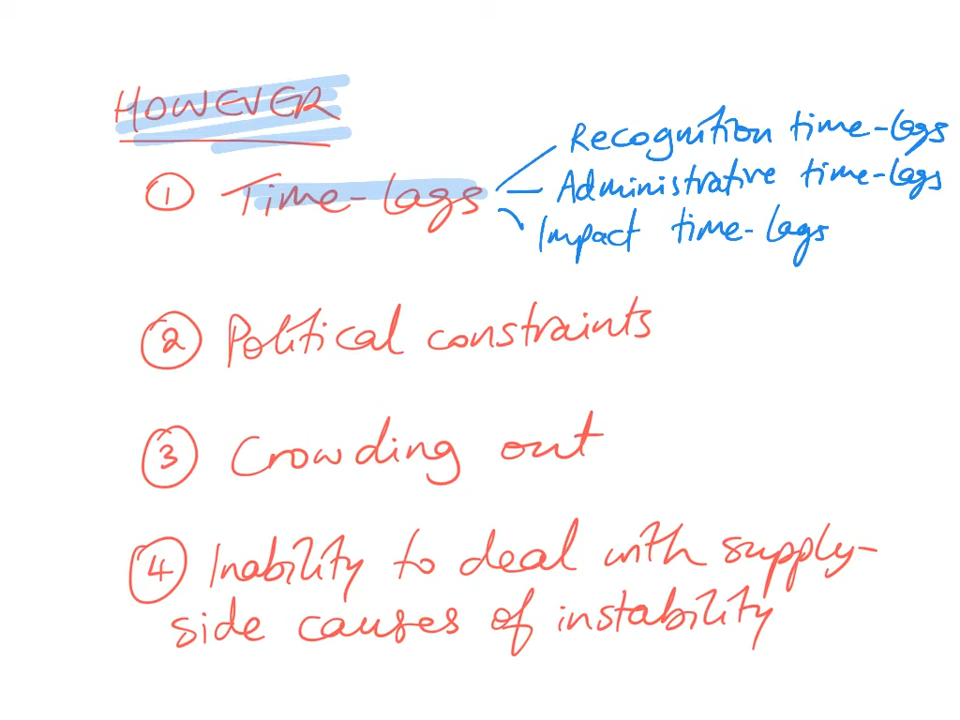 HOWEVER
① Time-lags
Recognition time-lags
Administrative time-lags
Impact time-lags
② Political constraints
③ Crowding out
④ Inability to deal with supply-
side causes of instability